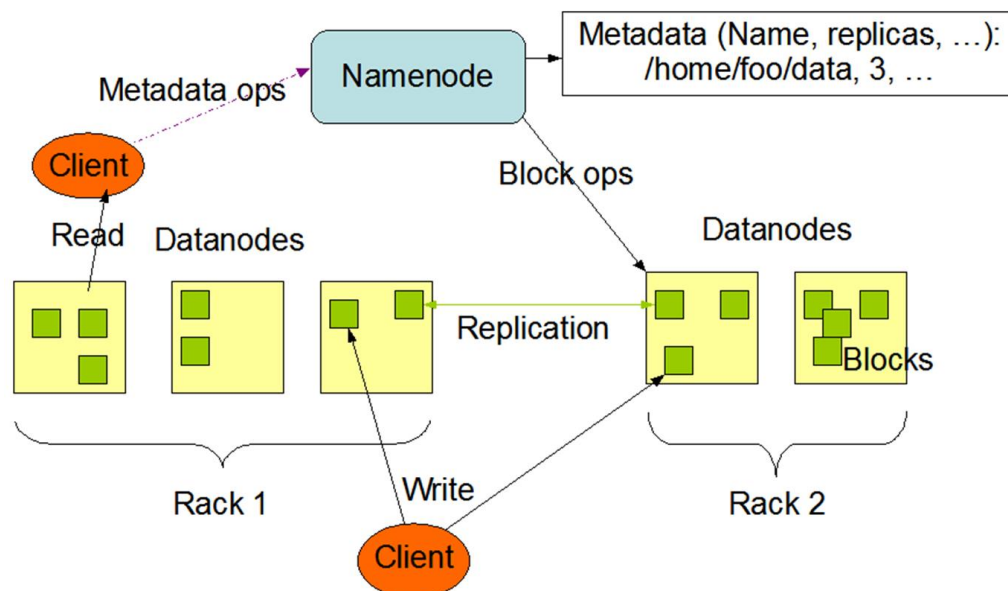 Metadata (Name, replicas, …):
/home/foo/data, 3, …
Namenode
Metadata ops
Client
Block ops
Read
Datanodes
Datanodes
Replication
Blocks
Rack 1
Write
Rack 2
Client